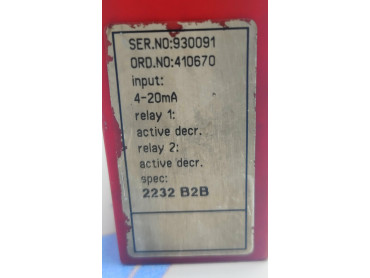 SER.NO:930091
ORD.NO:410670
input:
4-20mA
relay 1:
active decr.
relay 2:
active decr.
spec:
2232 B2B